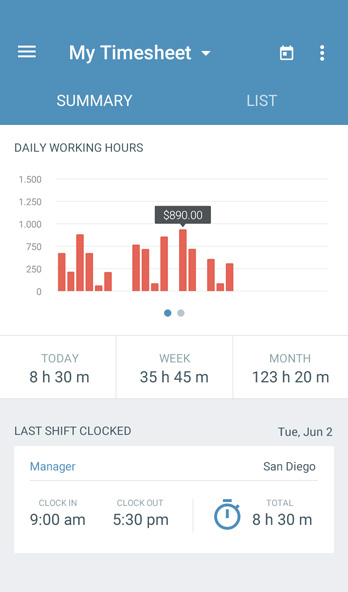 My Timesheet
SUMMARY LIST
DAILY WORKING HOURS
1.500
1.250
1.000
$890.00
750
250
0
TODAY WEEK MONTH
8 h 30 m 35 h 45 m 123 h 20 m
LAST SHIFT CLOCKED Tue, Jun 2
Manager San Diego
CLOCK IN CLOCK OUT TOTAL
9:00 am 5:30 pm 8 h 30 m